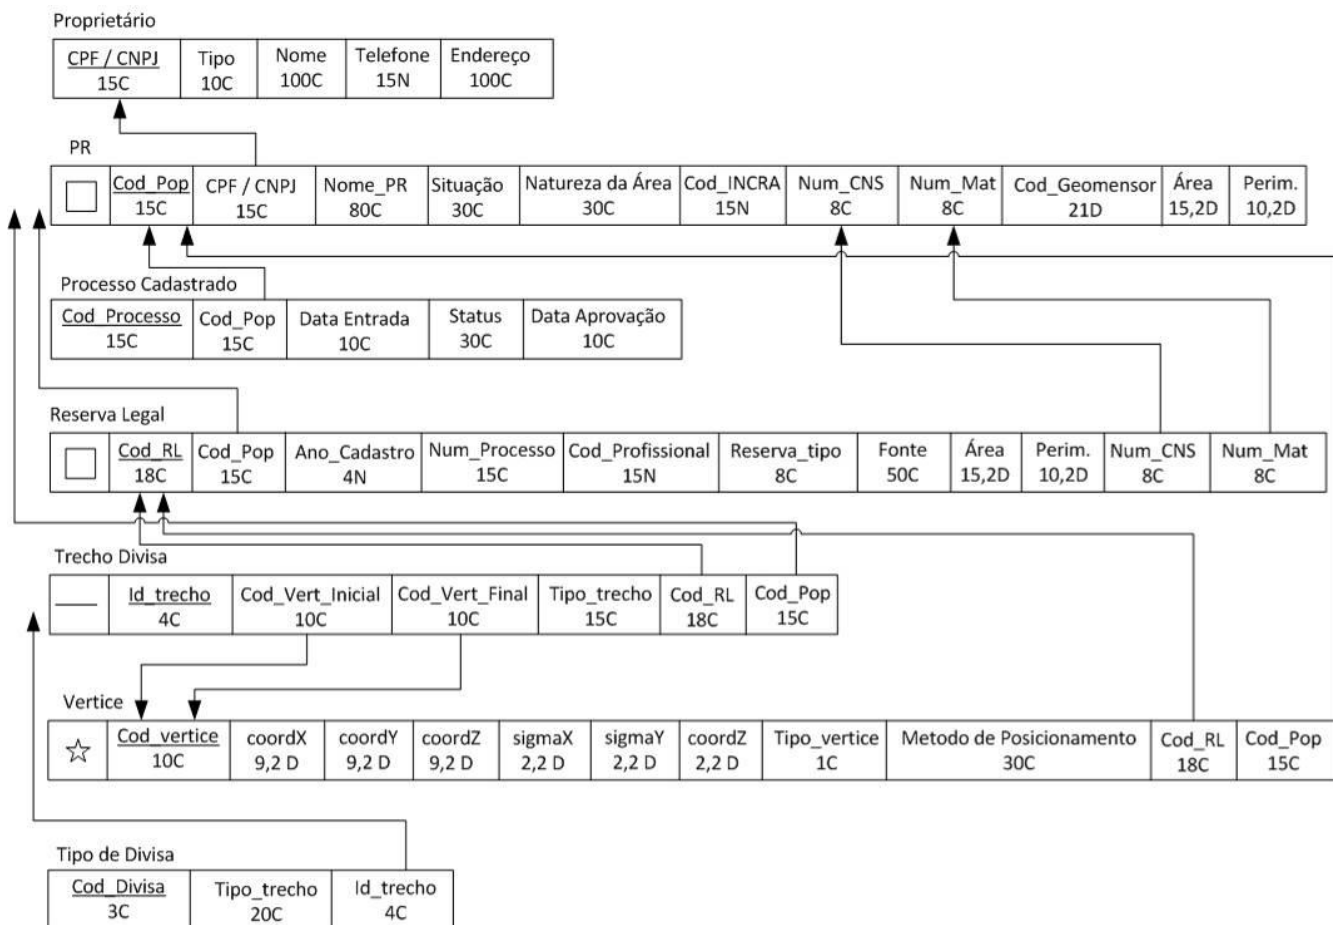 Proprietário
CPF / CNPJ Tipo Nome Telefone Endereço
15C 10C 100C 15N 100C
PR
Cod_Pop CPF / CNPJ Nome_PR Situação Natureza da Área Cod_INCRA Num_CNS Num_Mat Cod_Geomensor Área Perim.
15C 15C 80C 30C 30C 15N 8C 8C 21D 15,2D 10,2D
Processo Cadastrado
Cod_Processo Cod_Pop Data Entrada Status Data Aprovação
15C 15C 10C 30C 10C
Reserva Legal
Cod_RL Cod_Pop Ano_Cadastro Num_Processo Cod_Profissional Reserva_tipo Fonte Área Perim. Num_CNS Num_Mat
18C 15C 4N 15C 15N 8C 50C 15,2D 10,2D 8C 8C
Trecho Divisa
Id_trecho Cod_Vert_Inicial Cod_Vert_Final Tipo_trecho Cod_RL Cod_Pop
4C 10C 10C 15C 18C 15C
Vertice
Cod_vertice coordX coordY coordZ sigmaX sigmaY coordZ Tipo_vertice Metodo de Posicionamento Cod_RL Cod_Pop
10C 9,2 D 9,2 D 9,2 D 2,2 D 2,2 D 2,2 D 1C 30C 18C 15C
Tipo de Divisa
Cod_Divisa Tipo_trecho Id_trecho
3C 20C 4C